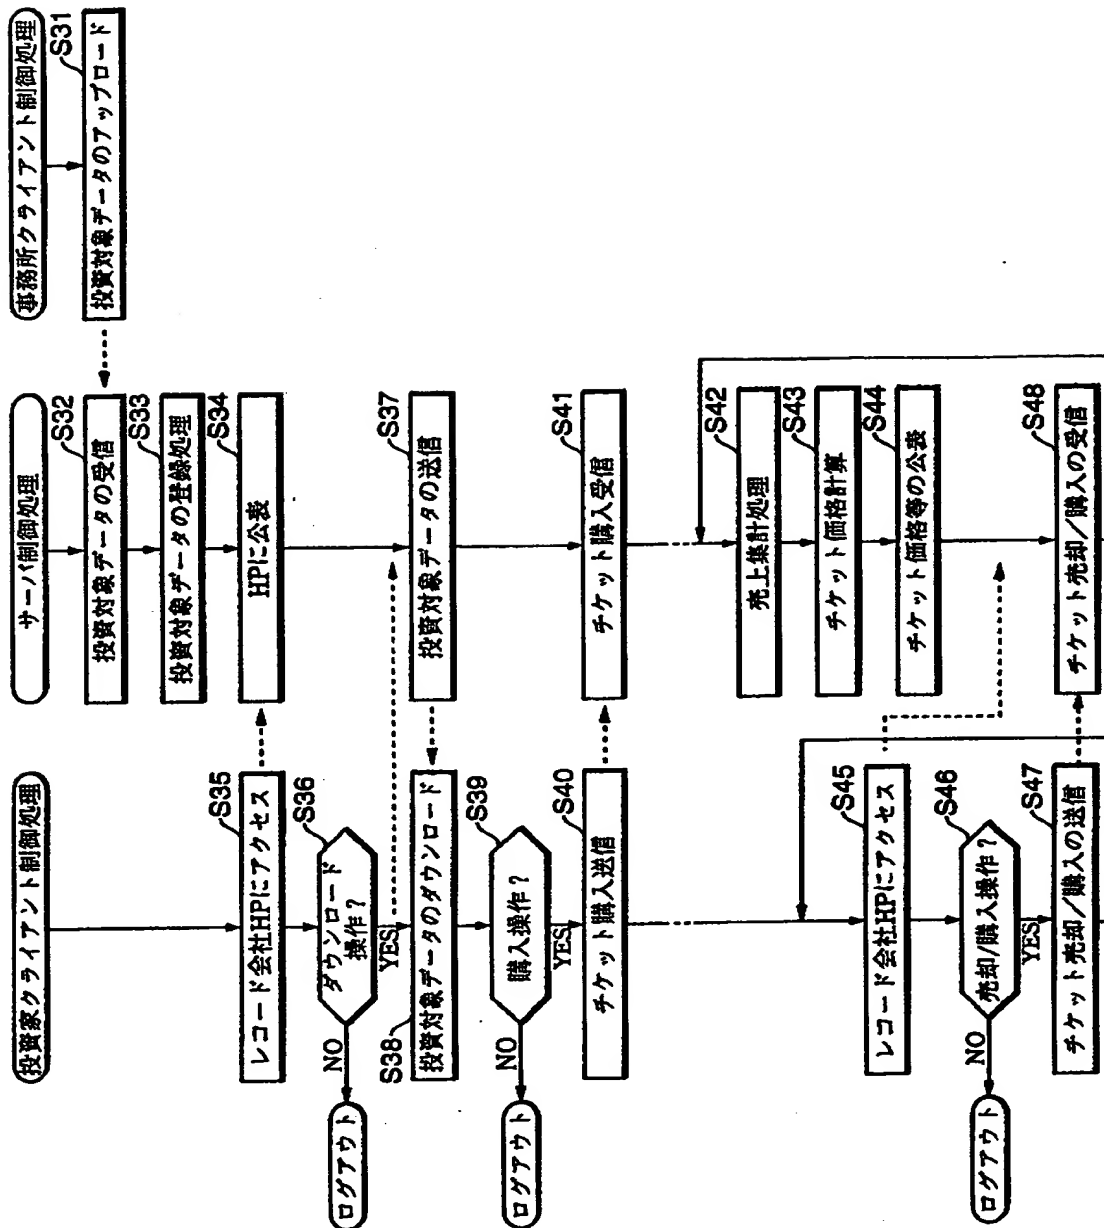 投資家クライアント制御処理
サーバ制御処理
事務所クライアント制御処理
S31
投資対象データのアップロード
S32
投資対象データの受信
S33
投資対象データの登録処理
S34
HPに公表
S35
レコード会社HPにアクセス
S36
ダウンロード
操作?
NO
ログアウト
YES
S37
投資対象データの送信
S38
投資対象データのダウンロード
S39
購入操作?
NO
ログアウト
YES
S40
チケット購入送信
S41
チケット購入受信
S42
売上集計処理
S43
チケット価格計算
S44
チケット価格等の公表
S45
レコード会社HPにアクセス
S46
売却/購入操作?
NO
ログアウト
YES
S47
チケット売却/購入の送信
S48
チケット売却/購入の受信